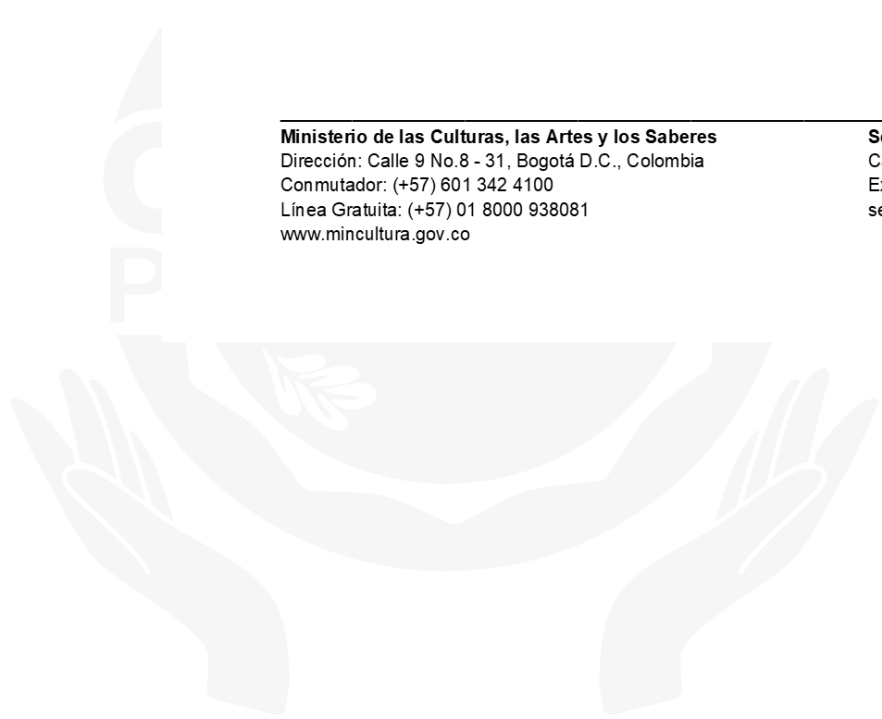 Ministerio de las Culturas, las Artes y los Saberes
Dirección: Calle 9 No.8 - 31, Bogotá D.C., Colombia
Conmutador: (+57) 601 342 4100
Línea Gratuita: (+57) 01 8000 938081
www.mincultura.gov.co